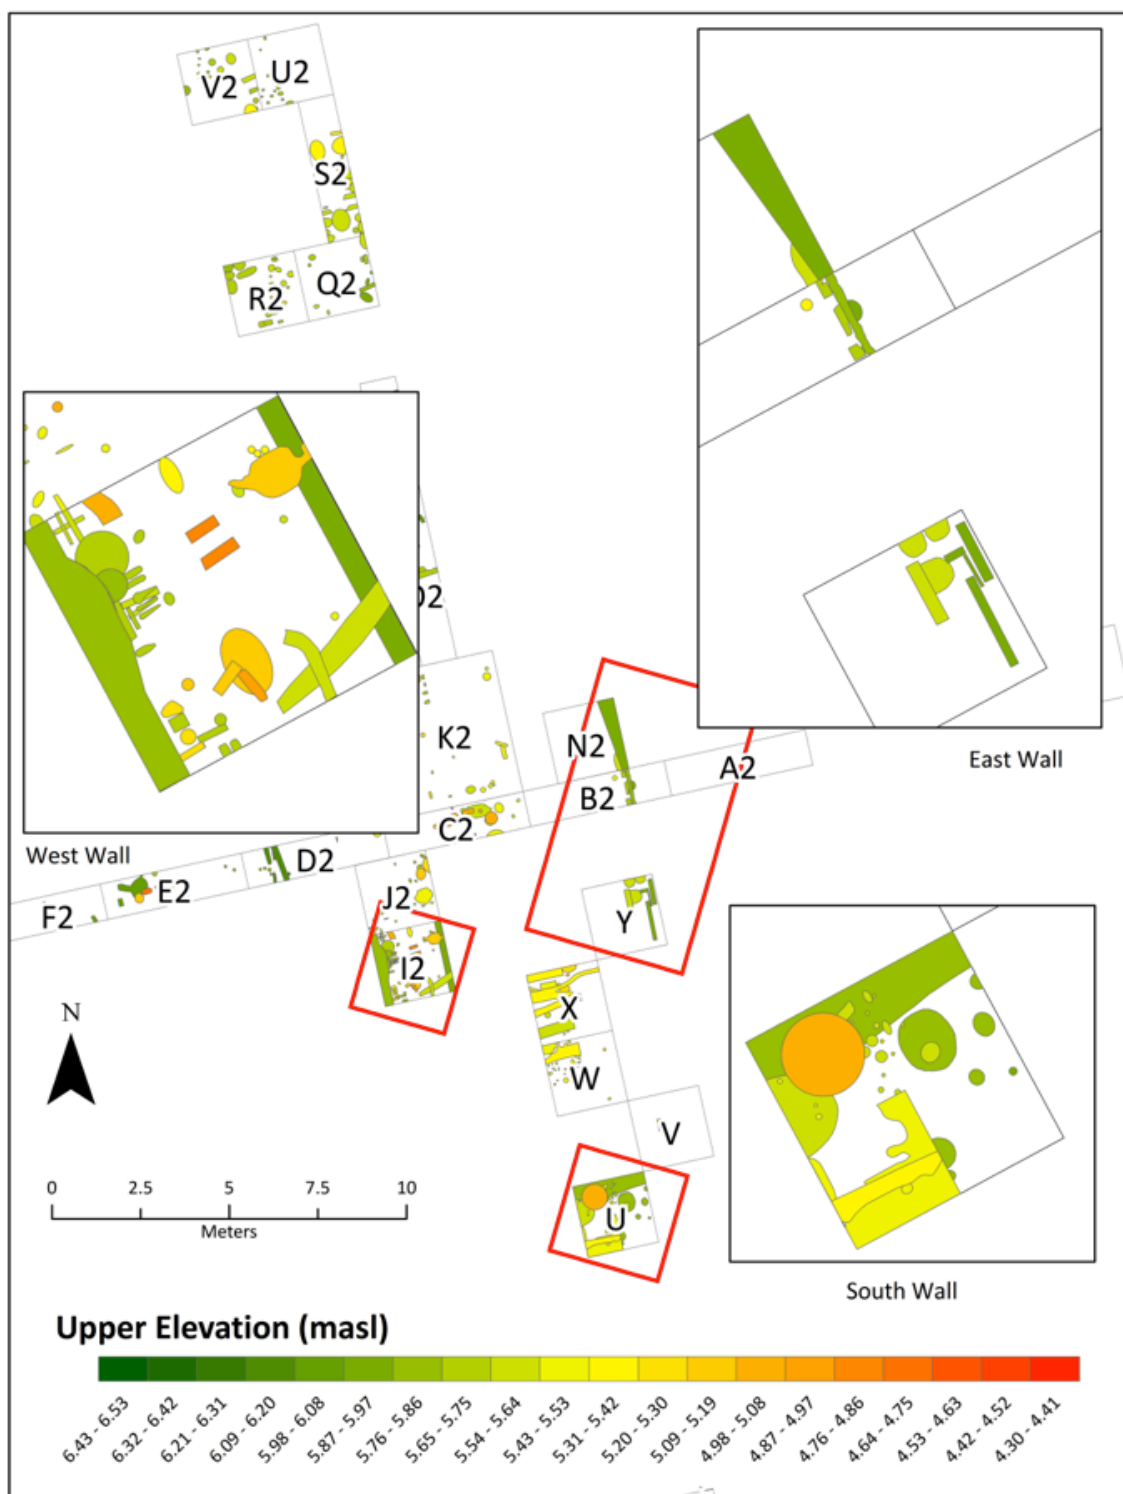 V2
U2
S2
R2
Q2
K2
N2
A2
B2
C2
D2
E2
F2
J2
I2
Y
X
W
V
U
East Wall
West Wall
South Wall
N
0 2.5 5 7.5 10
Meters
Upper Elevation (masl)
6.43 - 6.53
6.32 - 6.42
6.21 - 6.31
6.09 - 6.20
5.98 - 6.08
5.87 - 5.97
5.76 - 5.86
5.65 - 5.75
5.54 - 5.64
5.43 - 5.53
5.31 - 5.42
5.20 - 5.30
5.09 - 5.19
4.98 - 5.08
4.87 - 4.97
4.76 - 4.86
4.64 - 4.75
4.53 - 4.63
4.42 - 4.52
4.30 - 4.41